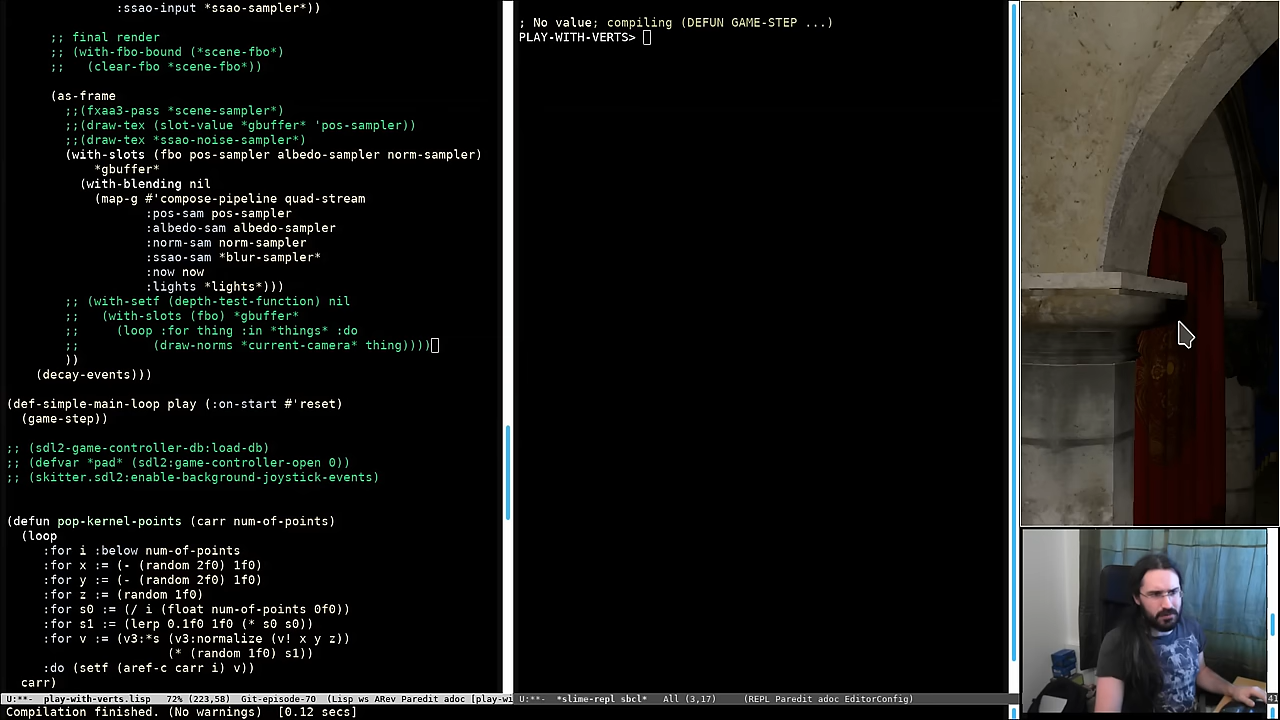 :ssao-input *ssao-sampler*))
;; final render
;; (with-fbo-bound (*scene-fbo*)
;;   (clear-fbo *scene-fbo*))
(as-frame
;;(fxaa3-pass *scene-sampler*)
;;(draw-tex (slot-value *gbuffer* 'pos-sampler))
;;(draw-tex *ssao-noise-sampler*)
(with-slots (fbo pos-sampler albedo-sampler norm-sampler)
*gbuffer*
(with-blending nil
(map-g #'compose-pipeline quad-stream
:pos-sam pos-sampler
:albedo-sam albedo-sampler
:norm-sam norm-sampler
:ssao-sam *blur-sampler*
:now now
:lights *lights*)))
;; (with-setf (depth-test-function) nil
;;   (with-slots (fbo) *gbuffer*
;;     (loop :for thing :in *things* :do
;;          (draw-norms *current-camera* thing))))
))
(decay-events)))
(def-simple-main-loop play (:on-start #'reset)
(game-step))
;; (sdl2-game-controller-db:load-db)
;; (defvar *pad* (sdl2:game-controller-open 0))
;; (skitter.sdl2:enable-background-joystick-events)
(defun pop-kernel-points (carr num-of-points)
(loop
:for i :below num-of-points
:for x := (- (random 2f0) 1f0)
:for y := (- (random 2f0) 1f0)
:for z := (random 1f0)
:for s0 := (/ i (float num-of-points 0f0))
:for s1 := (lerp 0.1f0 1f0 (* s0 s0))
:for v := (v3:*s (v3:normalize (v! x y z))
(* (random 1f0) s1))
:do (setf (aref-c carr i) v))
carr)
U:**-  play-with-verts.lisp   72% (223,58)   Git-episode-70  (Lisp ws ARev Paredit adoc [play-wi
Compilation finished. (No warnings)  [0.12 secs]
; No value; compiling (DEFUN GAME-STEP ...)
PLAY-WITH-VERTS>
U:**-  *slime-repl sbcl*   All (3,17)     (REPL Paredit adoc EditorConfig)